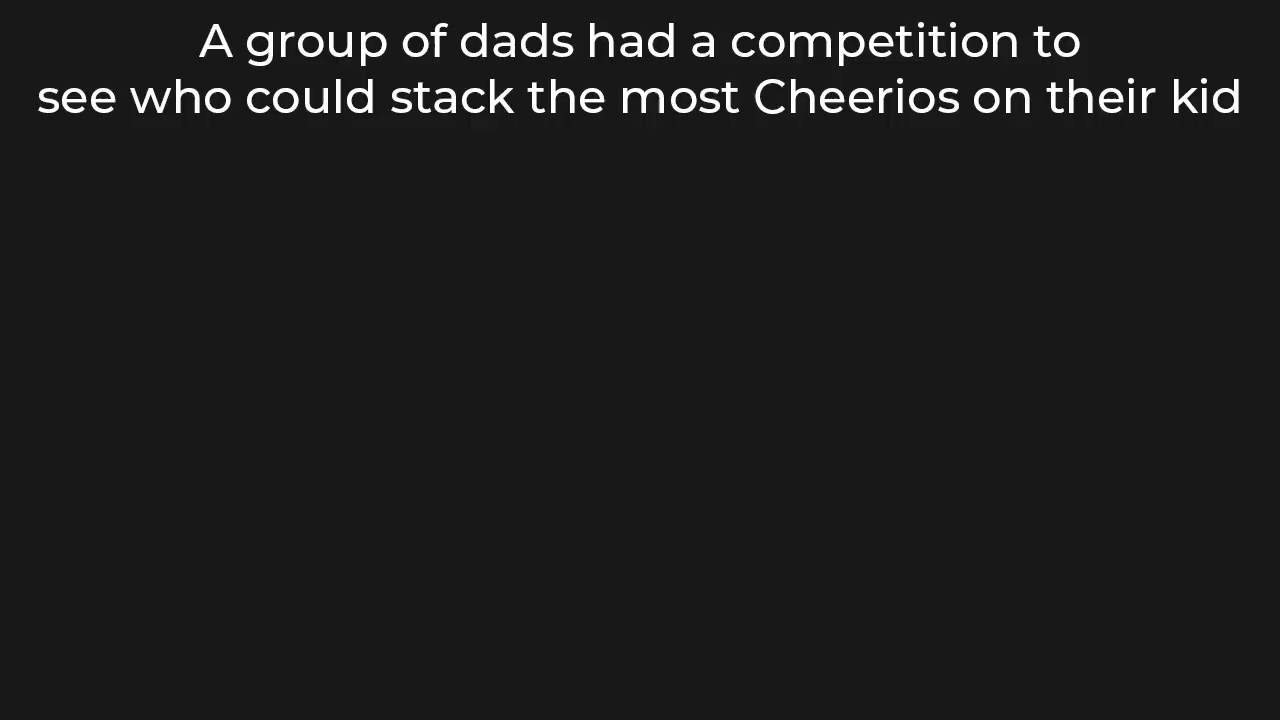 A group of dads had a competition to
see who could stack the most Cheerios on their kid